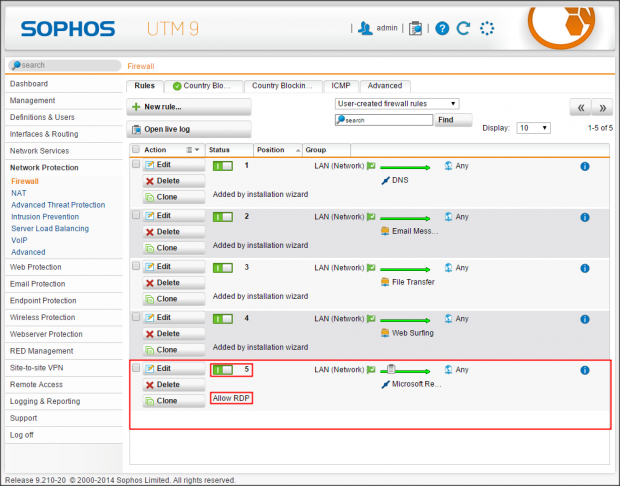 SOPHOS UTM 9 | admin | |
search
Firewall
Dashboard
Management
Definitions & Users
Interfaces & Routing
Network Services
Network Protection
Firewall
NAT
Advanced Threat Protection
Intrusion Prevention
Server Load Balancing
VoIP
Advanced
Web Protection
Email Protection
Endpoint Protection
Wireless Protection
Webserver Protection
RED Management
Site-to-site VPN
Remote Access
Logging & Reporting
Support
Log off
Rules Country Blo... Country Blockin... ICMP Advanced
+ New rule... User-created firewall rules
Open live log search Find
Display: 10 1-5 of 5
Action Status Position Group
Edit 1 LAN (Network) Any
Delete DNS
Clone Added by installation wizard
Edit 2 LAN (Network) Any
Delete Email Mess...
Clone Added by installation wizard
Edit 3 LAN (Network) Any
Delete File Transfer
Clone Added by installation wizard
Edit 4 LAN (Network) Any
Delete Web Surfing
Clone Added by installation wizard
Edit 5 LAN (Network) Any
Delete Microsoft Re...
Clone Allow RDP
Release 9.210-20 © 2000-2014 Sophos Limited. All rights reserved.